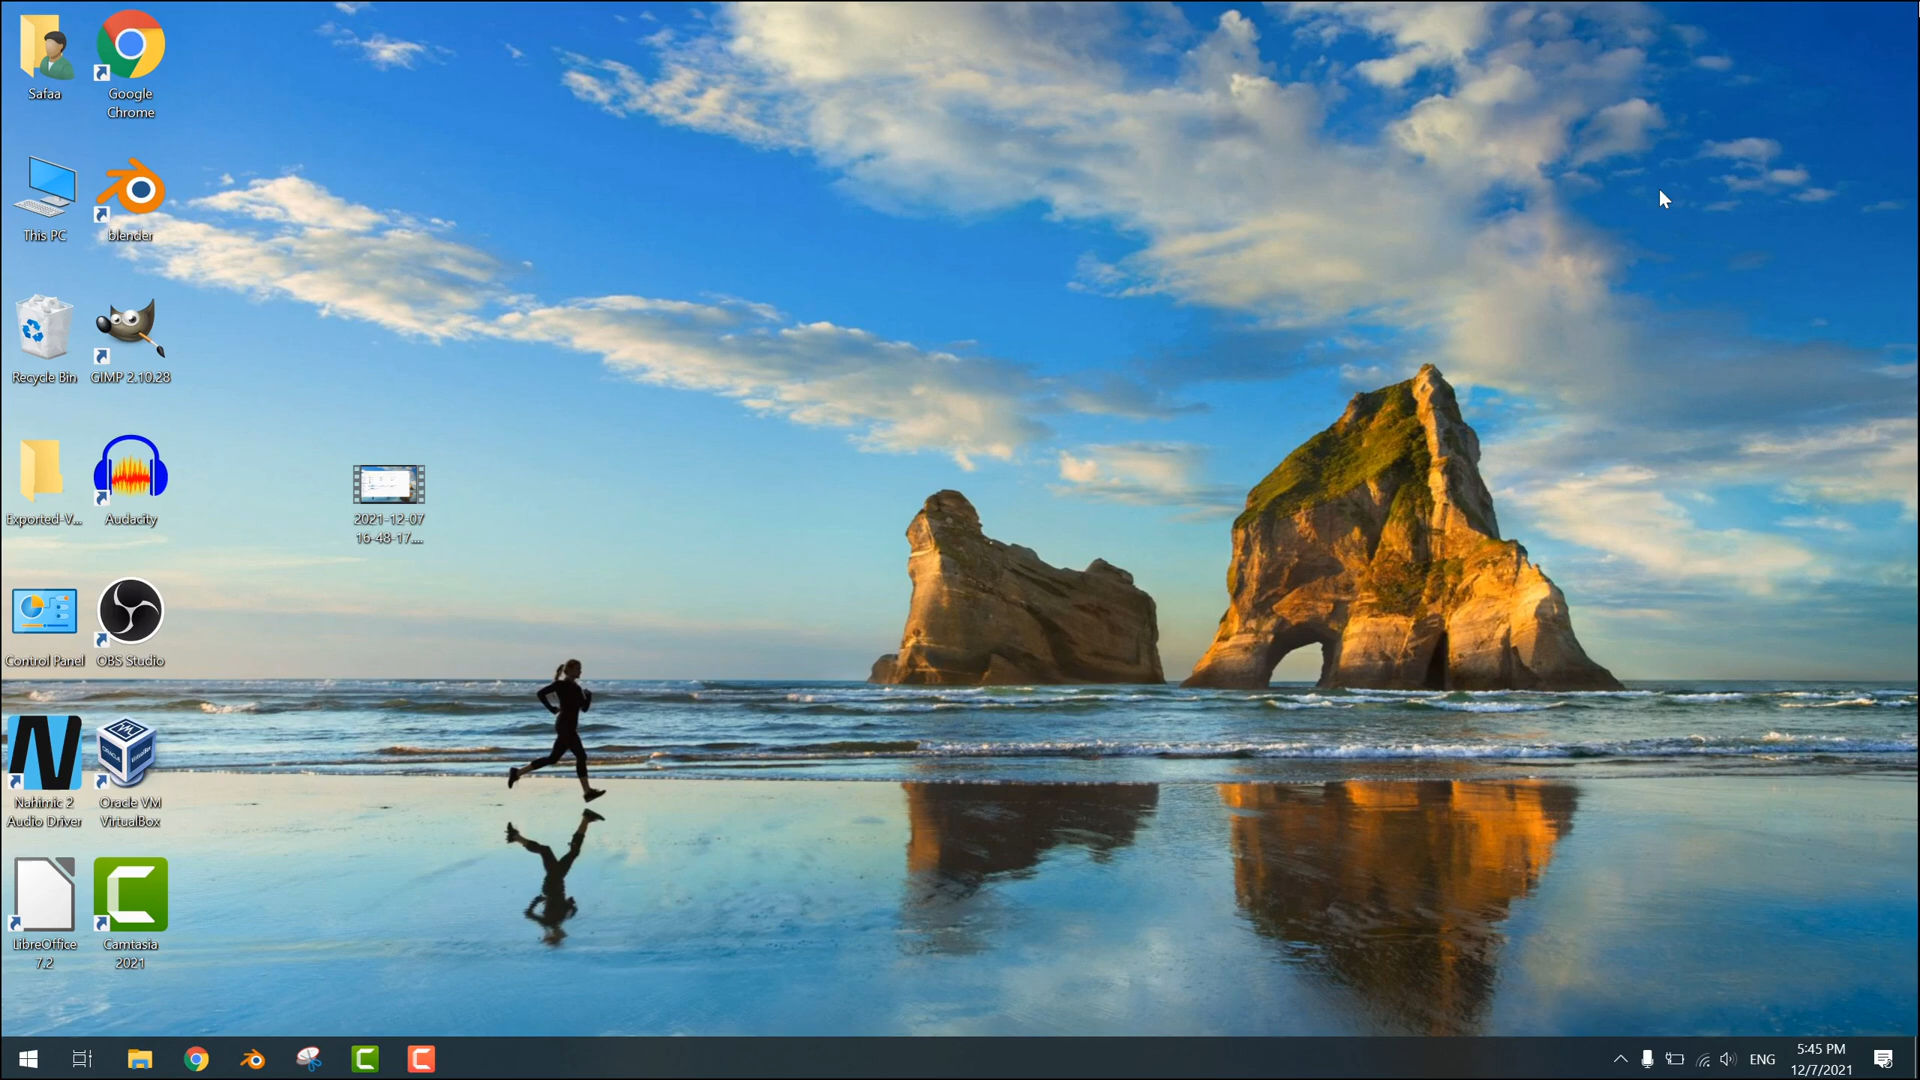 Safaa
Google
Chrome
This PC
blender
Recycle Bin
GIMP 2.10.28
Exported-V...
Audacity
2021-12-07
16-48-17....
Control Panel
OBS Studio
Nahimic 2
Audio Driver
Oracle VM
VirtualBox
LibreOffice
7.2
Camtasia
2021
ENG
5:45 PM
12/7/2021